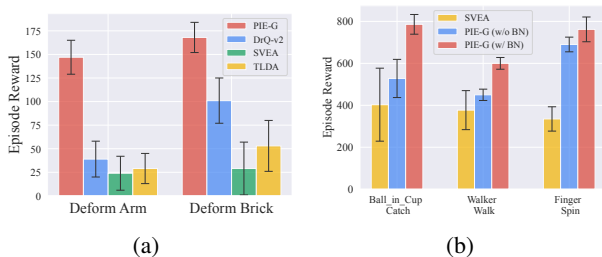 Episode Reward
175
150
125
100
75
50
25
0
PIE-G
DrQ-v2
SVEA
TLDA
Deform Arm
Deform Brick
(a)
Episode Reward
800
600
400
200
0
SVEA
PIE-G (w/o BN)
PIE-G (w/ BN)
Ball_in_Cup
Catch
Walker
Walk
Finger
Spin
(b)